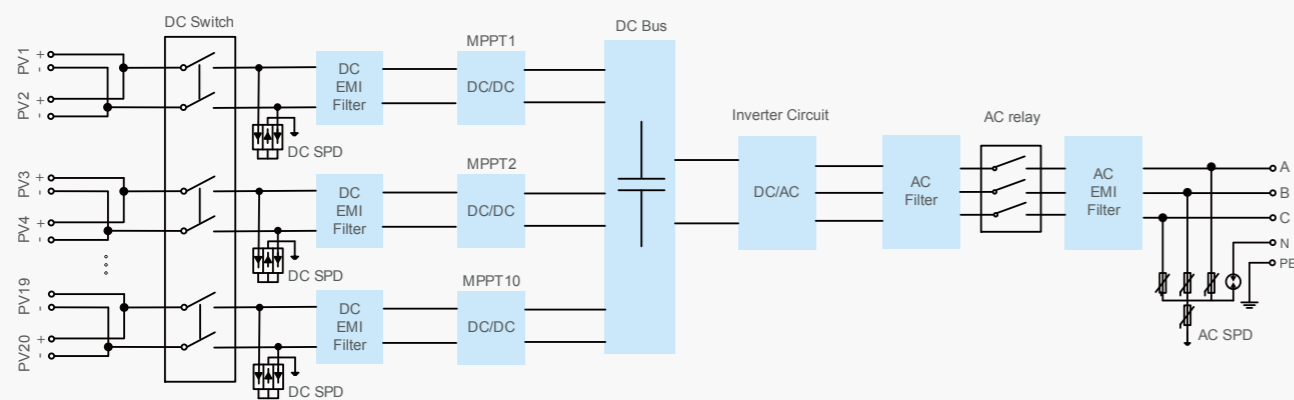 DC Switch
DC Bus
MPPT1
PV1 + -
PV2 + -
DC EMI Filter
DC/DC
DC SPD
Inverter Circuit
AC relay
MPPT2
PV3 + -
PV4 + -
DC EMI Filter
DC/DC
DC/AC
AC Filter
AC EMI Filter
A
B
C
N
PE
DC SPD
MPPT10
PV19 + -
PV20 + -
DC EMI Filter
DC/DC
AC SPD
DC SPD